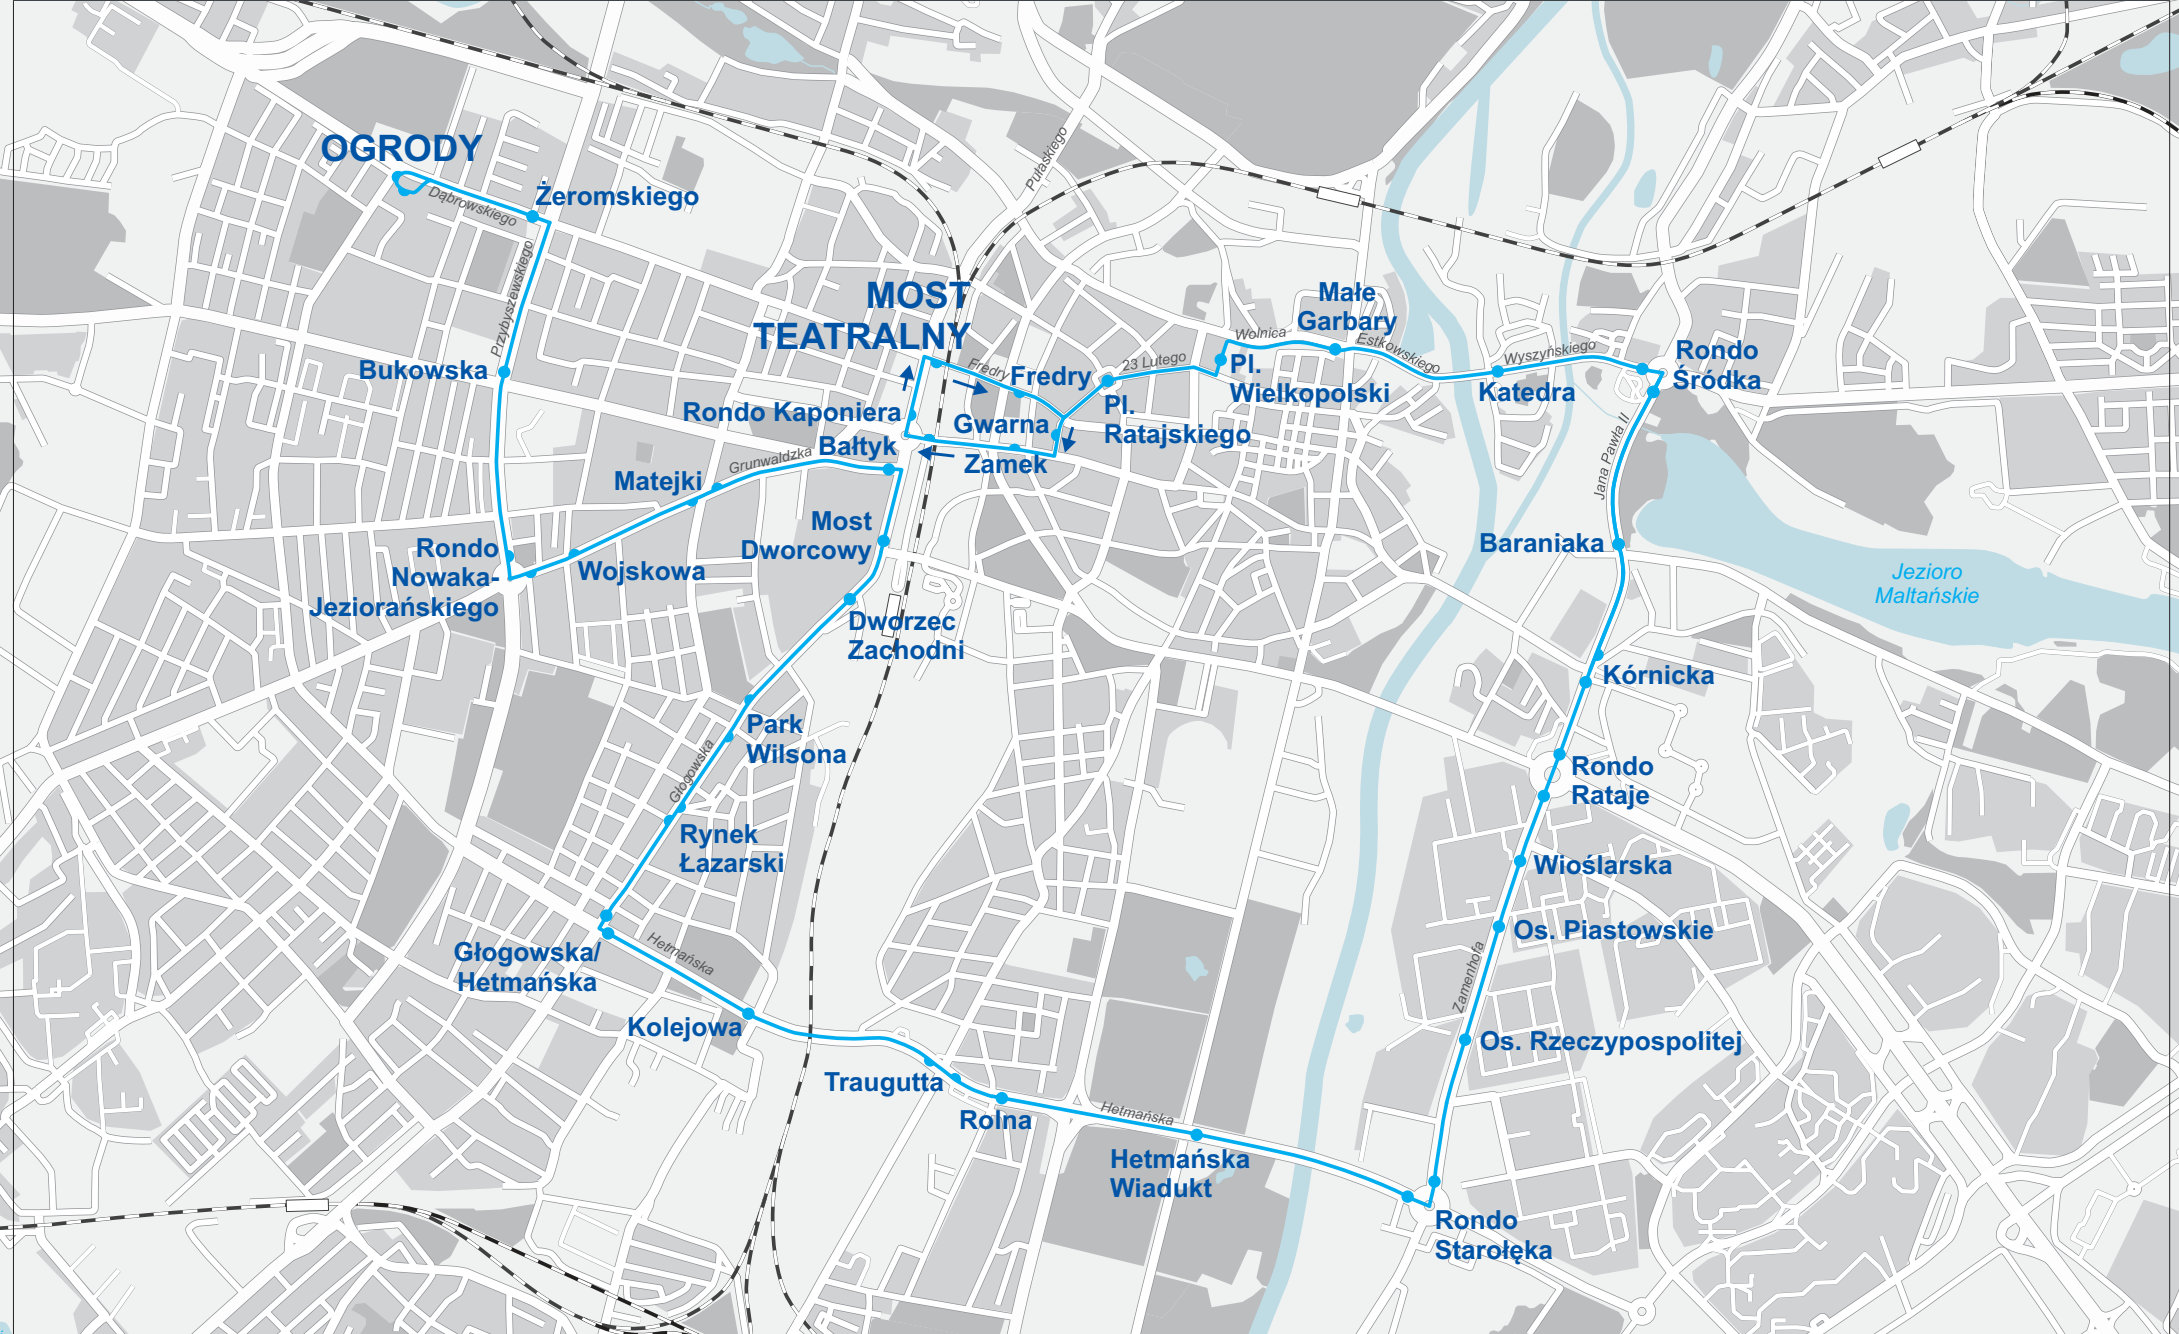 OGRODY
Żeromskiego
Dąbrowskiego
Przybyszewskiego
Pułaskiego
MOST
TEATRALNY
Bukowska
Fredry
Fredry
23 Lutego
Wolnica
Małe
Garbary
Estkowskiego
Wyszyńskiego
Rondo
Śródka
Pl.
Wielkopolski
Katedra
Pl.
Ratajskiego
Rondo Kaponiera
Gwarna
Bałtyk
Zamek
Grunwaldzka
Matejki
Jana Pawła II
Most
Dworcowy
Rondo
Nowaka-
Jeziorańskiego
Wojskowa
Baraniaka
Jezioro
Maltańskie
Dworzec
Zachodni
Kórnicka
Park
Wilsona
Głogowska
Rondo
Rataje
Rynek
Łazarski
Wioślarska
Os. Piastowskie
Głogowska/
Hetmańska
Hetmańska
Zamenhofa
Kolejowa
Os. Rzeczypospolitej
Traugutta
Rolna
Hetmańska
Hetmańska
Wiadukt
Rondo
Starołęka